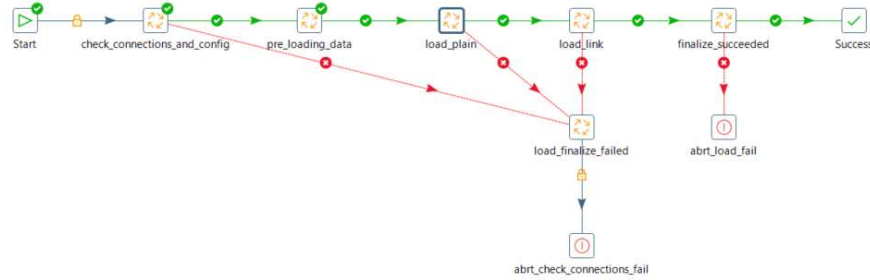 Start
check_connections_and_config
pre_loading_data
load_plain
load_link
finalize_succeeded
Success
load_finalize_failed
abrt_load_fail
abrt_check_connections_fail